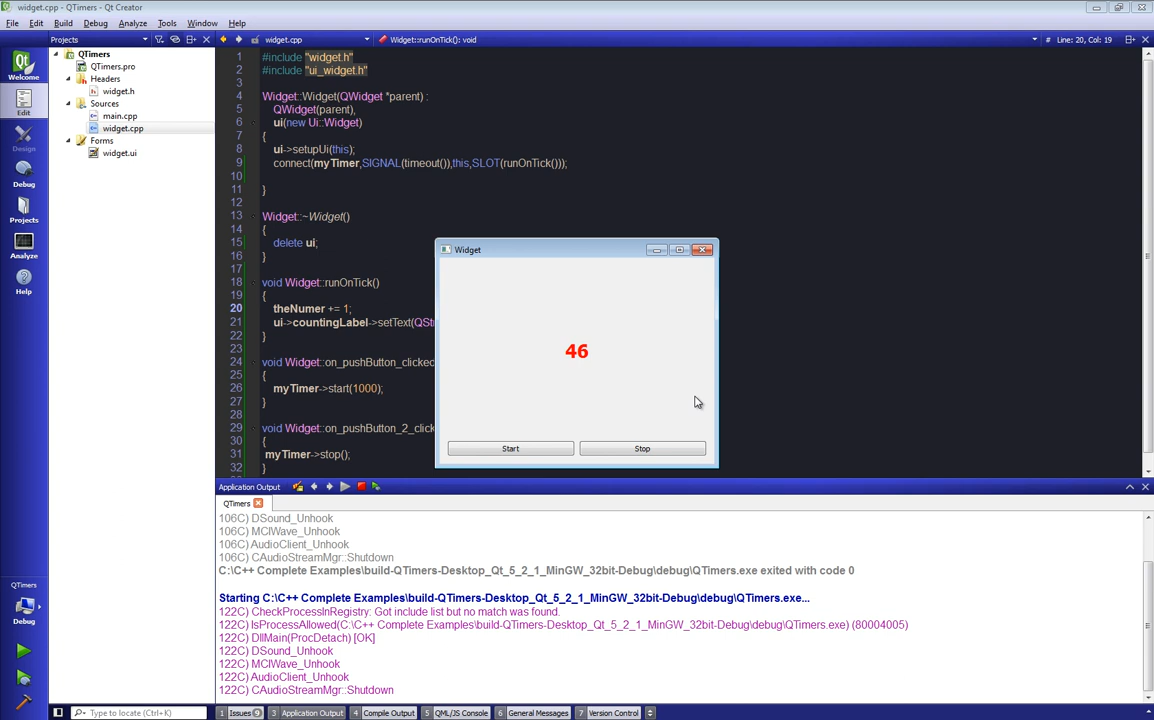 widget.cpp - QTimers - Qt Creator
File Edit Build Debug Analyze Tools Window Help
Projects
widget.cpp
Widget::runOnTick(): void
# Line: 20, Col: 19
Welcome
Edit
Design
Debug
Projects
Analyze
Help
QTimers
QTimers.pro
Headers
widget.h
Sources
main.cpp
widget.cpp
Forms
widget.ui
1 #include "widget.h"
2 #include "ui_widget.h"
3
4 Widget::Widget(QWidget *parent) :
5 QWidget(parent),
6 ui(new Ui::Widget)
7 {
8 ui->setupUi(this);
9 connect(myTimer,SIGNAL(timeout()),this,SLOT(runOnTick()));
10
11 }
12
13 Widget::~Widget()
14 {
15 delete ui;
16 }
17
18 void Widget::runOnTick()
19 {
20 theNumer += 1;
21 ui->countingLabel->setText(QStr
22 }
23
24 void Widget::on_pushButton_clicked
25 {
26 myTimer->start(1000);
27 }
28
29 void Widget::on_pushButton_2_click
30 {
31 myTimer->stop();
32 }
Widget
46
Start Stop
Application Output
QTimers
106C) DSound_Unhook
106C) MCIWave_Unhook
106C) AudioClient_Unhook
106C) CAudioStreamMgr::Shutdown
C:\C++ Complete Examples\build-QTimers-Desktop_Qt_5_2_1_MinGW_32bit-Debug\debug\QTimers.exe exited with code 0
Starting C:\C++ Complete Examples\build-QTimers-Desktop_Qt_5_2_1_MinGW_32bit-Debug\debug\QTimers.exe...
122C) CheckProcessInRegistry: Got include list but no match was found.
122C) IsProcessAllowed(C:\C++ Complete Examples\build-QTimers-Desktop_Qt_5_2_1_MinGW_32bit-Debug\debug\QTimers.exe) (80004005)
122C) DllMain(ProcDetach) [OK]
122C) DSound_Unhook
122C) MCIWave_Unhook
122C) AudioClient_Unhook
122C) CAudioStreamMgr::Shutdown
QTimers
Debug
Type to locate (Ctrl+K)
1 Issues 9 3 Application Output 4 Compile Output 5 QML/JS Console 6 General Messages 7 Version Control